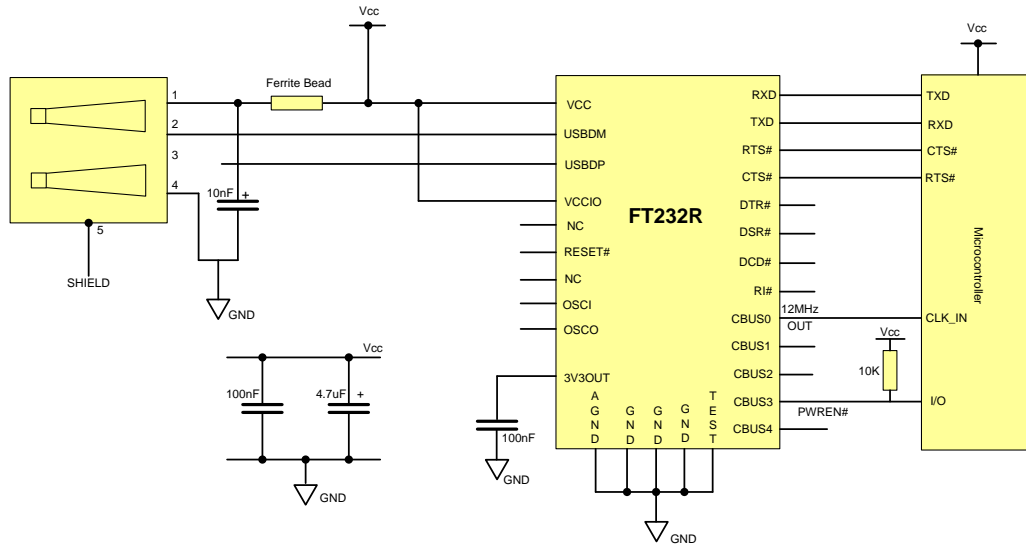 Vcc
Ferrite Bead
1
2
3
4
5
SHIELD
10nF +
GND
Vcc
100nF
4.7uF +
GND
VCC
USBDM
USBDP
VCCIO
NC
RESET#
NC
OSCI
OSCO
3V3OUT
100nF
GND
FT232R
AGND
GND
GND
GND
TEST
GND
RXD
TXD
RTS#
CTS#
DTR#
DSR#
DCD#
RI#
CBUS0
CBUS1
CBUS2
CBUS3
CBUS4
12MHz
OUT
Vcc
10K
PWREN#
Vcc
TXD
RXD
CTS#
RTS#
Microcontroller
CLK_IN
I/O